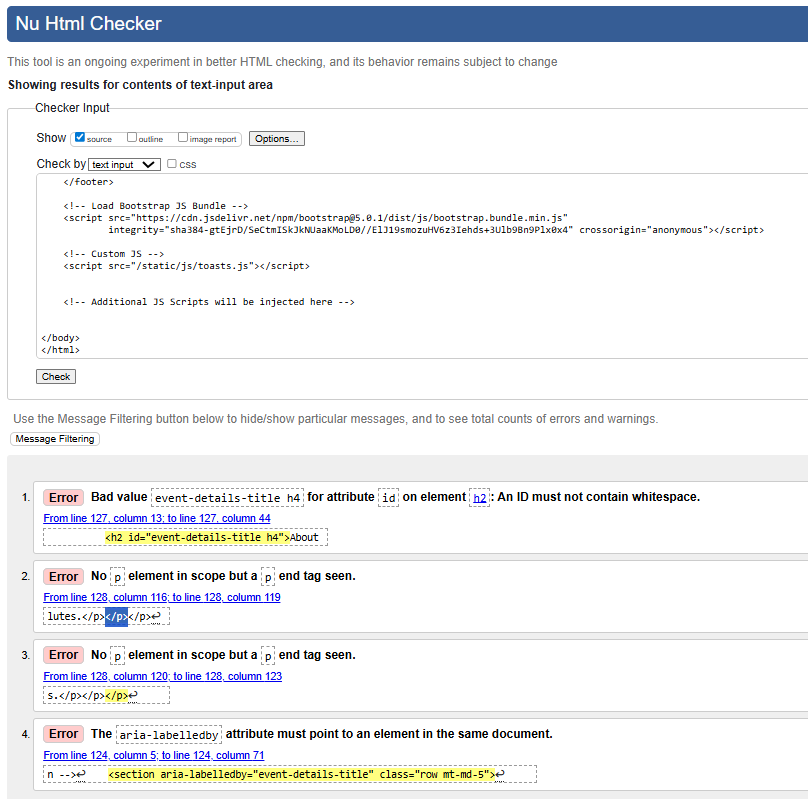 Nu Html Checker
This tool is an ongoing experiment in better HTML checking, and its behavior remains subject to change
Showing results for contents of text-input area
Checker Input
Show source outline image report Options...
Check by text input css
</footer>
<!-- Load Bootstrap JS Bundle -->
<script src="https://cdn.jsdelivr.net/npm/bootstrap@5.0.1/dist/js/bootstrap.bundle.min.js"
integrity="sha384-gtEjrD/SeCtmISkJkNUaaKMoLD0//ElJ19smozuHV6z3Iehds+3Ulb9Bn9Plx0x4" crossorigin="anonymous"></script>
<!-- Custom JS -->
<script src="/static/js/toasts.js"></script>
<!-- Additional JS Scripts will be injected here -->
</body>
</html>
Check
Use the Message Filtering button below to hide/show particular messages, and to see total counts of errors and warnings.
Message Filtering
1. Error Bad value event-details-title h4 for attribute id on element h2: An ID must not contain whitespace.
From line 127, column 13; to line 127, column 44
<h2 id="event-details-title h4">About
2. Error No p element in scope but a p end tag seen.
From line 128, column 116; to line 128, column 119
lutes.</p></p></p>↩
3. Error No p element in scope but a p end tag seen.
From line 128, column 120; to line 128, column 123
s.</p></p></p>↩
4. Error The aria-labelledby attribute must point to an element in the same document.
From line 124, column 5; to line 124, column 71
n -->↩ <section aria-labelledby="event-details-title" class="row mt-md-5">↩